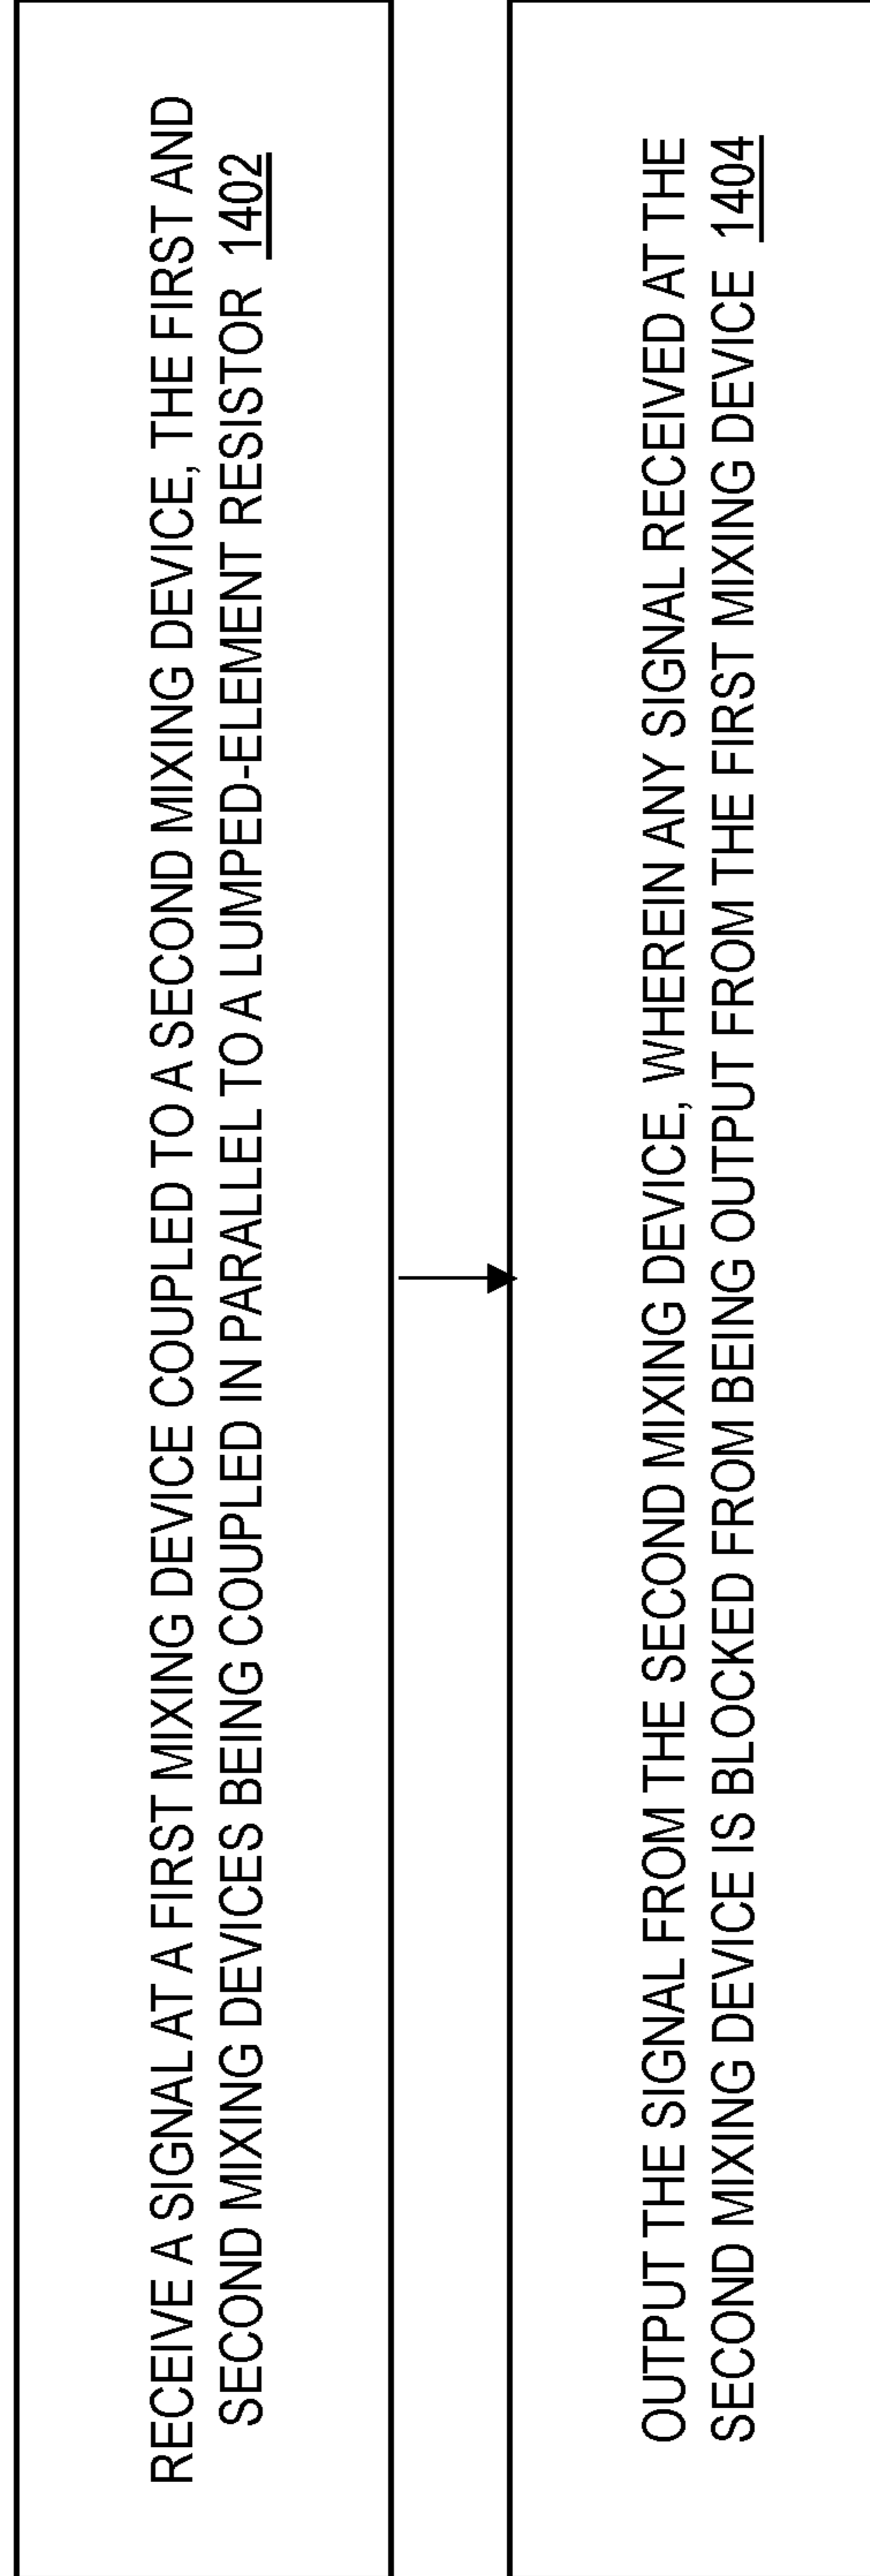 RECEIVE A SIGNAL AT A FIRST MIXING DEVICE COUPLED TO A SECOND MIXING DEVICE, THE FIRST AND
SECOND MIXING DEVICES BEING COUPLED IN PARALLEL TO A LUMPED-ELEMENT RESISTOR 1402
OUTPUT THE SIGNAL FROM THE SECOND MIXING DEVICE, WHEREIN ANY SIGNAL RECEIVED AT THE
SECOND MIXING DEVICE IS BLOCKED FROM BEING OUTPUT FROM THE FIRST MIXING DEVICE 1404